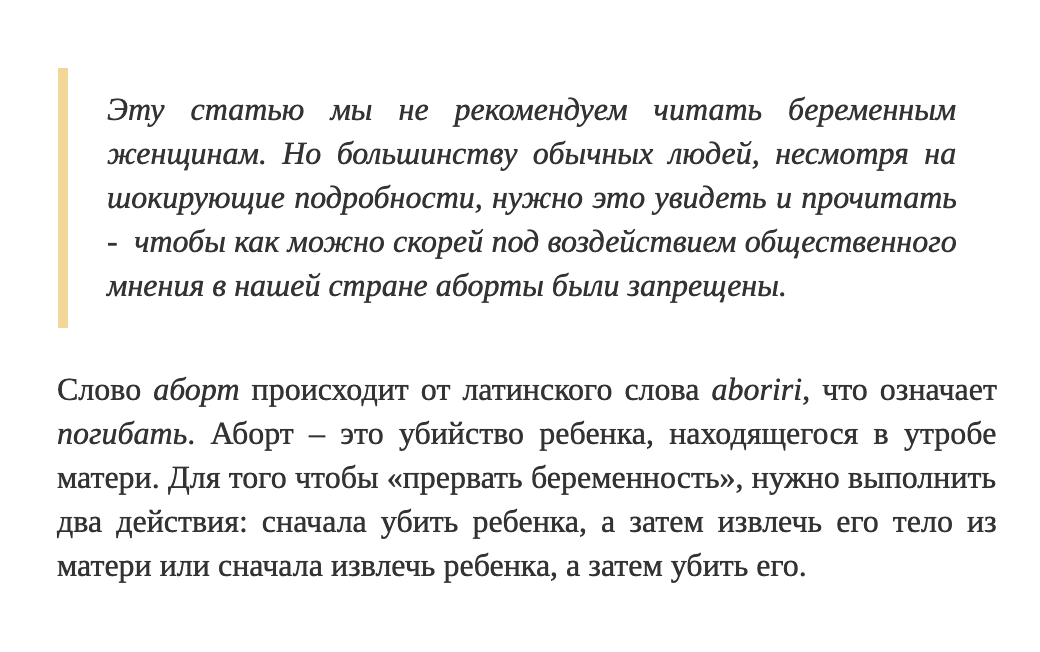 Эту статью мы не рекомендуем читать беременным
женщинам. Но большинству обычных людей, несмотря на
шокирующие подробности, нужно это увидеть и прочитать
- чтобы как можно скорей под воздействием общественного
мнения в нашей стране аборты были запрещены.
Слово аборт происходит от латинского слова aboriri, что означает
погибать. Аборт – это убийство ребенка, находящегося в утробе
матери. Для того чтобы «прервать беременность», нужно выполнить
два действия: сначала убить ребенка, а затем извлечь его тело из
матери или сначала извлечь ребенка, а затем убить его.